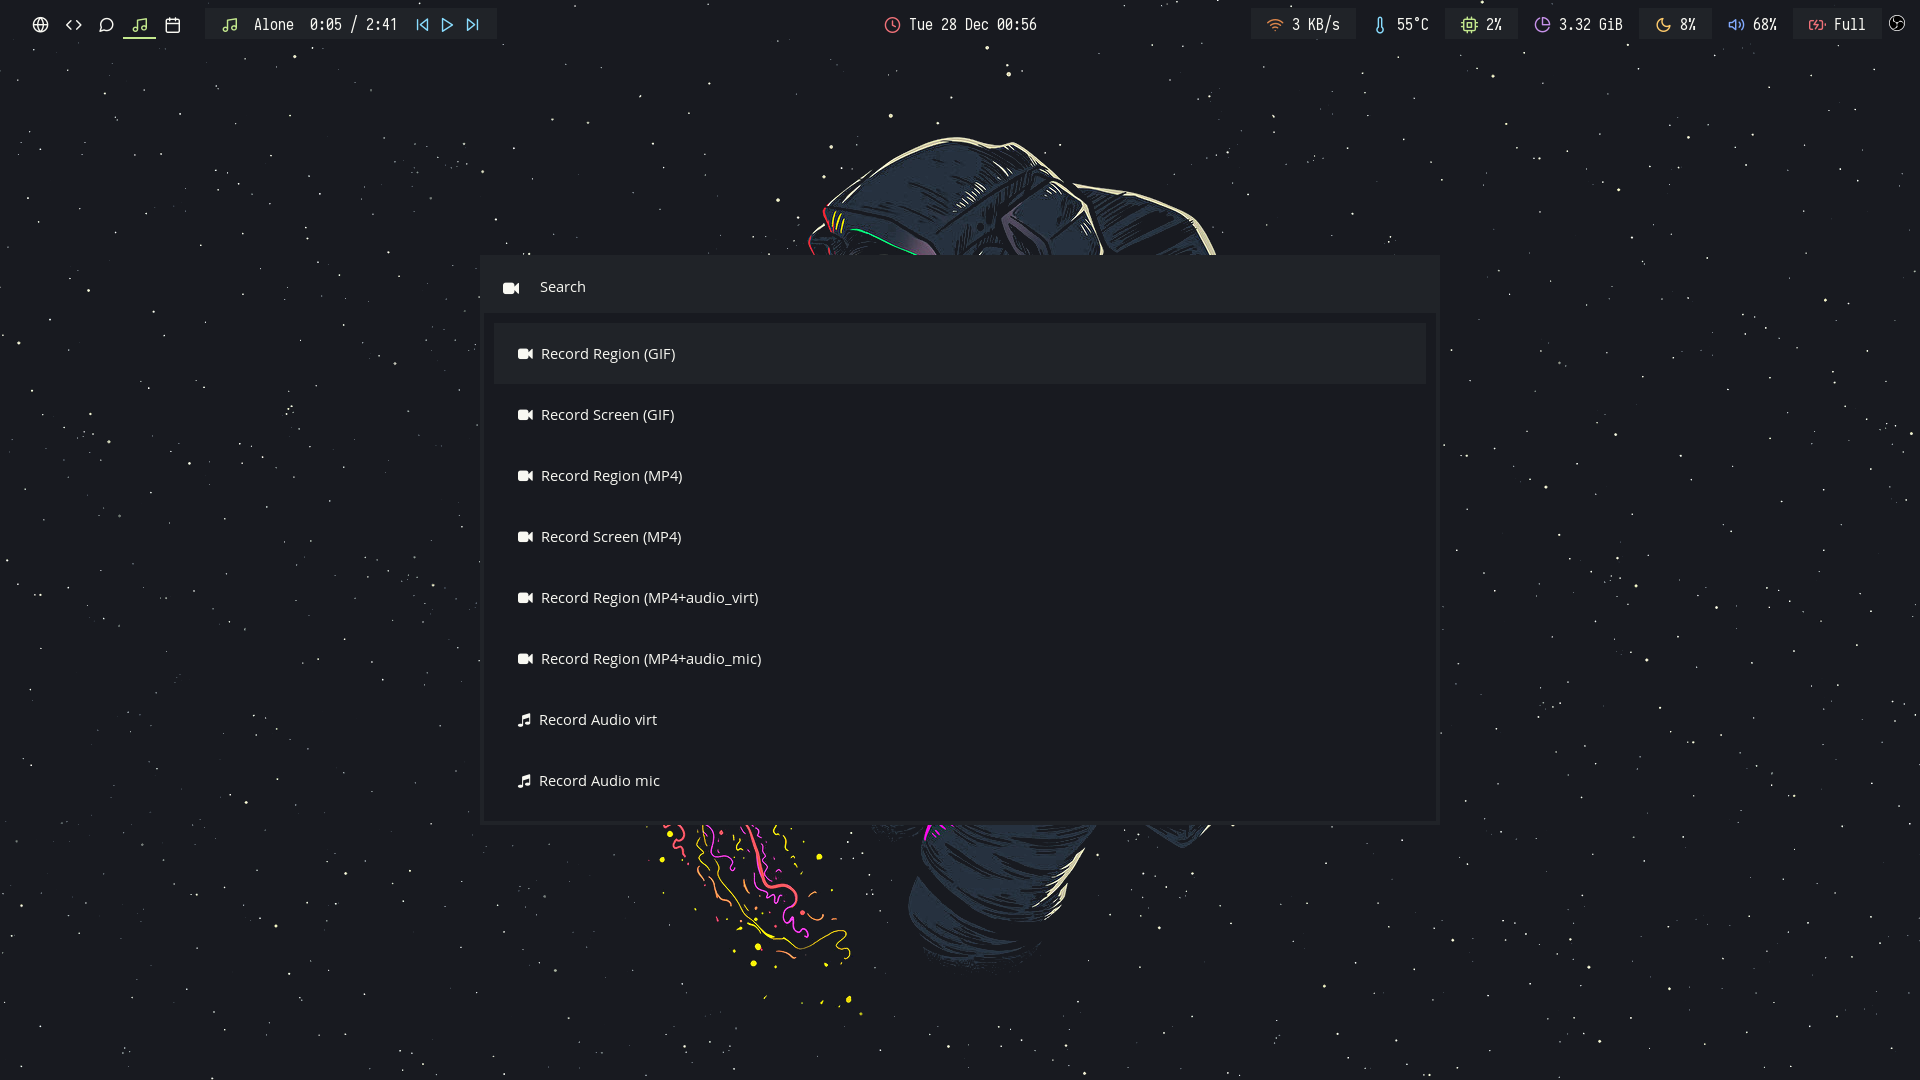 Alone 0:05 / 2:41 Tue 28 Dec 00:56 3 KB/s 55°C 2% 3.32 GiB 8% 68% Full
Search
Record Region (GIF)
Record Screen (GIF)
Record Region (MP4)
Record Screen (MP4)
Record Region (MP4+audio_virt)
Record Region (MP4+audio_mic)
Record Audio virt
Record Audio mic